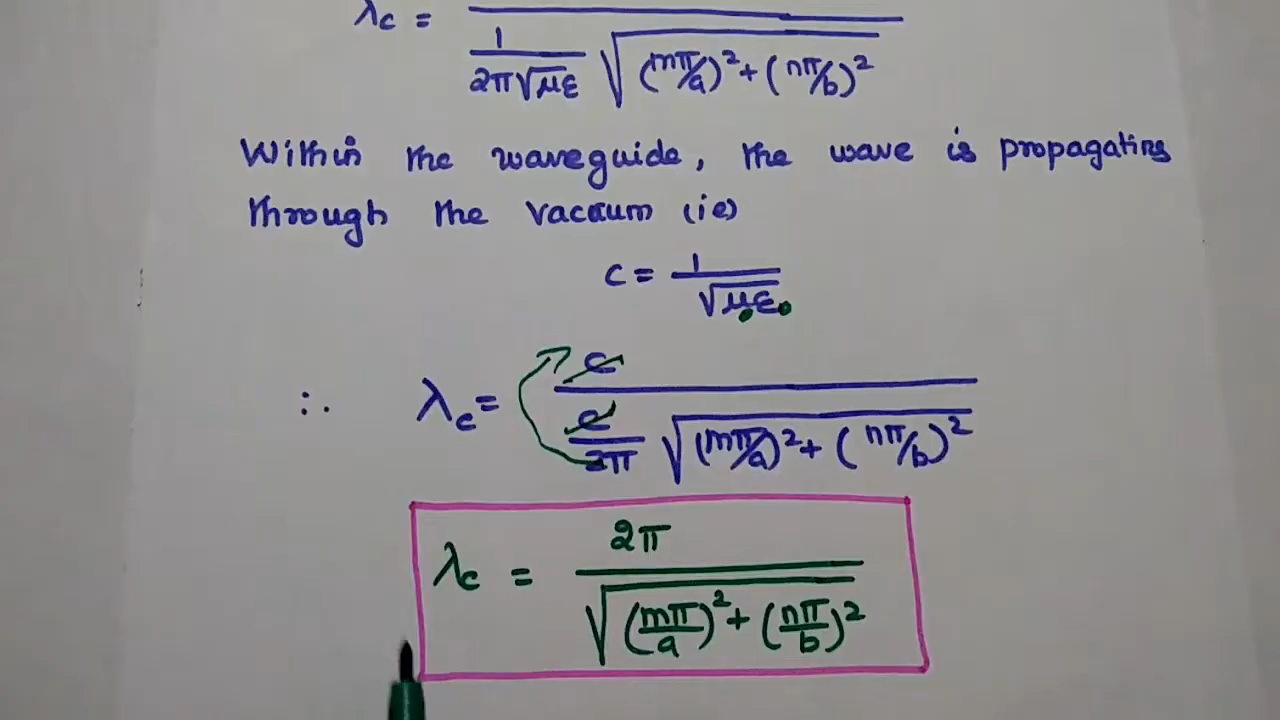 λc = 1/(2π√με) √((mπ/a)² + (nπ/b)²)
Within the waveguide, the wave is propagating
through the vacuum (ie)
c = 1/√μ₀ε₀
∴ λc = c / (c/2π √((mπ/a)² + (nπ/b)²))
λc = 2π / √((mπ/a)² + (nπ/b)²)